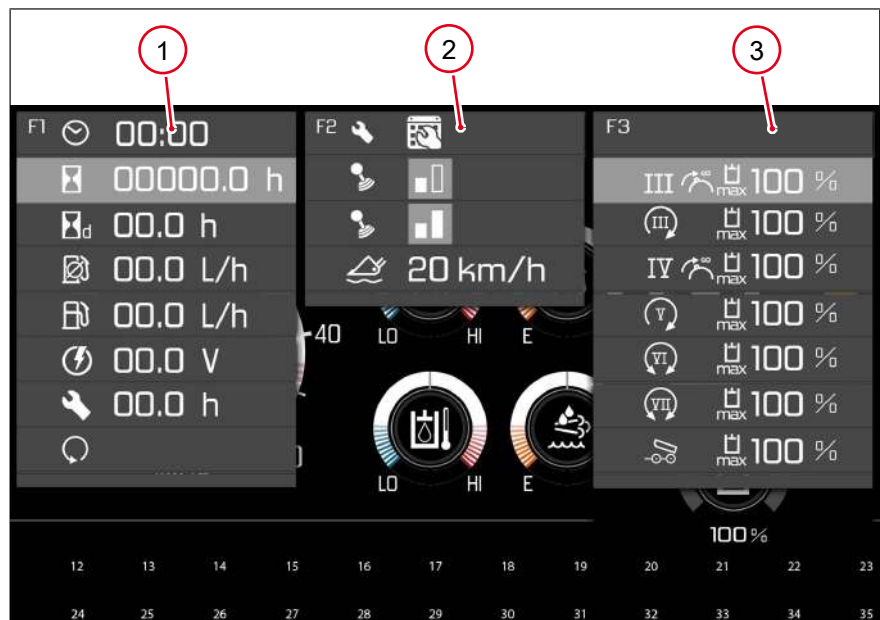 1
2
3
F1 00:00
00000.0 h
d 00.0 h
00.0 L/h
00.0 L/h
00.0 V
00.0 h
F2
20 km/h
F3
III ∞ max 100 %
III max 100 %
IV ∞ max 100 %
V max 100 %
VI max 100 %
VII max 100 %
max 100 %
40 LO HI E
LO HI E
100%
12 13 14 15 16 17 18 19 20 21 22 23
24 25 26 27 28 29 30 31 32 33 34 35